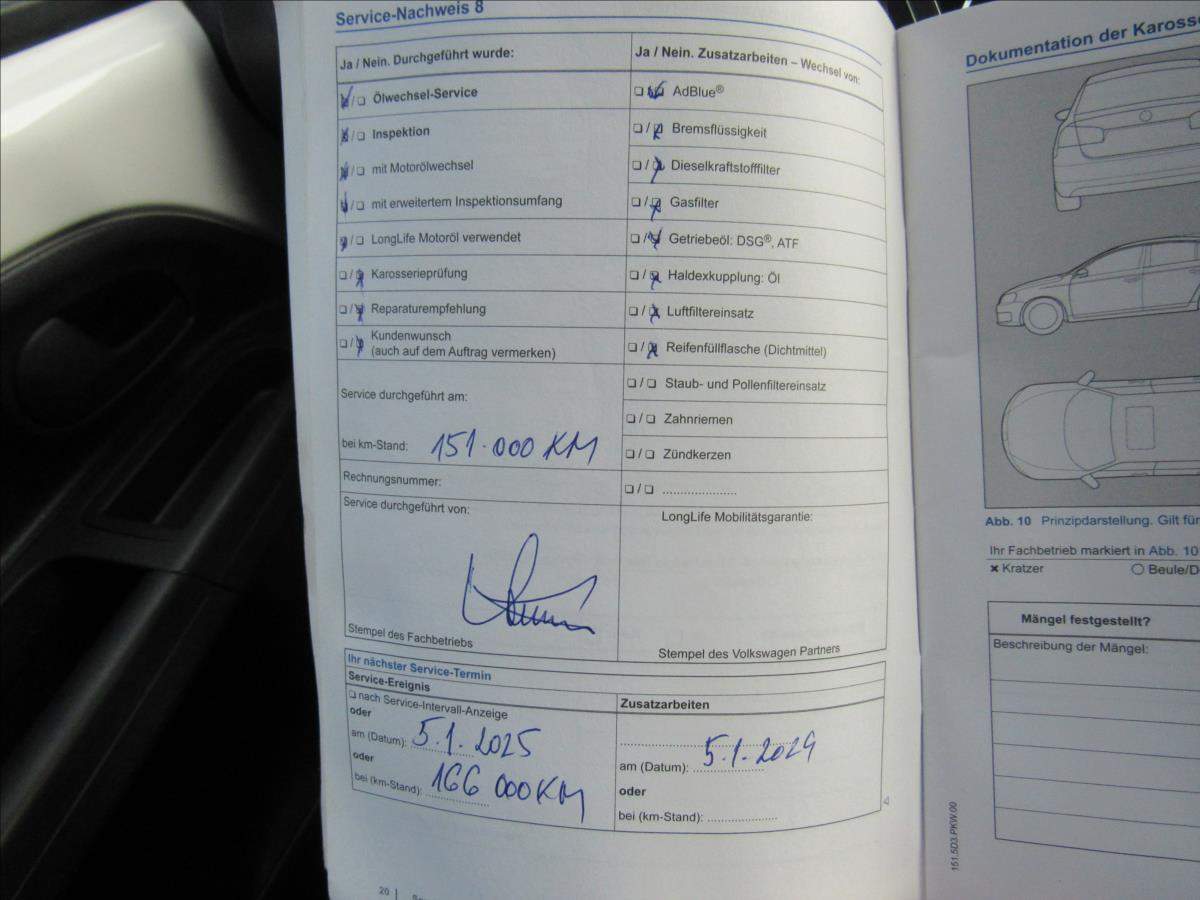 Service-Nachweis 8
Ja / Nein. Durchgeführt wurde:
❏/❏ Ölwechsel-Service
❏/❏ Inspektion
❏/❏ mit Motorölwechsel
❏/❏ mit erweitertem Inspektionsumfang
❏/❏ LongLife Motoröl verwendet
❏/❏ Karosserieprüfung
❏/❏ Reparaturempfehlung
❏/❏ Kundenwunsch
(auch auf dem Auftrag vermerken)
Service durchgeführt am:
bei km-Stand: 151.000 KM
Rechnungsnummer:
Service durchgeführt von:
Stempel des Fachbetriebs
Ja / Nein. Zusatzarbeiten – Wechsel von:
❏/❏ AdBlue®
❏/❏ Bremsflüssigkeit
❏/❏ Dieselkraftstofffilter
❏/❏ Gasfilter
❏/❏ Getriebeöl: DSG®, ATF
❏/❏ Haldexkupplung: Öl
❏/❏ Luftfiltereinsatz
❏/❏ Reifenfüllflasche (Dichtmittel)
❏/❏ Staub- und Pollenfiltereinsatz
❏/❏ Zahnriemen
❏/❏ Zündkerzen
❏/❏ .....................
LongLife Mobilitätsgarantie:
Stempel des Volkswagen Partners
Ihr nächster Service-Termin
Service-Ereignis
❏ nach Service-Intervall-Anzeige
oder
am (Datum): 5.1.2025
oder
bei (km-Stand): 166 000 KM
Zusatzarbeiten
am (Datum): 5.1.2024
oder
bei (km-Stand): ..................
20
Dokumentation der Karosse
Abb. 10 Prinzipdarstellung. Gilt für
Ihr Fachbetrieb markiert in Abb. 10
✖ Kratzer ○ Beule/D
Mängel festgestellt?
Beschreibung der Mängel:
151.5D3.PKW.00